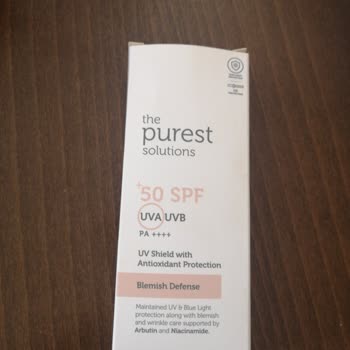 the
purest
solutions
+50 SPF
UVA UVB
PA ++++
UV Shield with
Antioxidant Protection
Blemish Defense
Maintained UV & Blue Light
protection along with blemish
and wrinkle care supported by
Arbutin and Niacinamide.